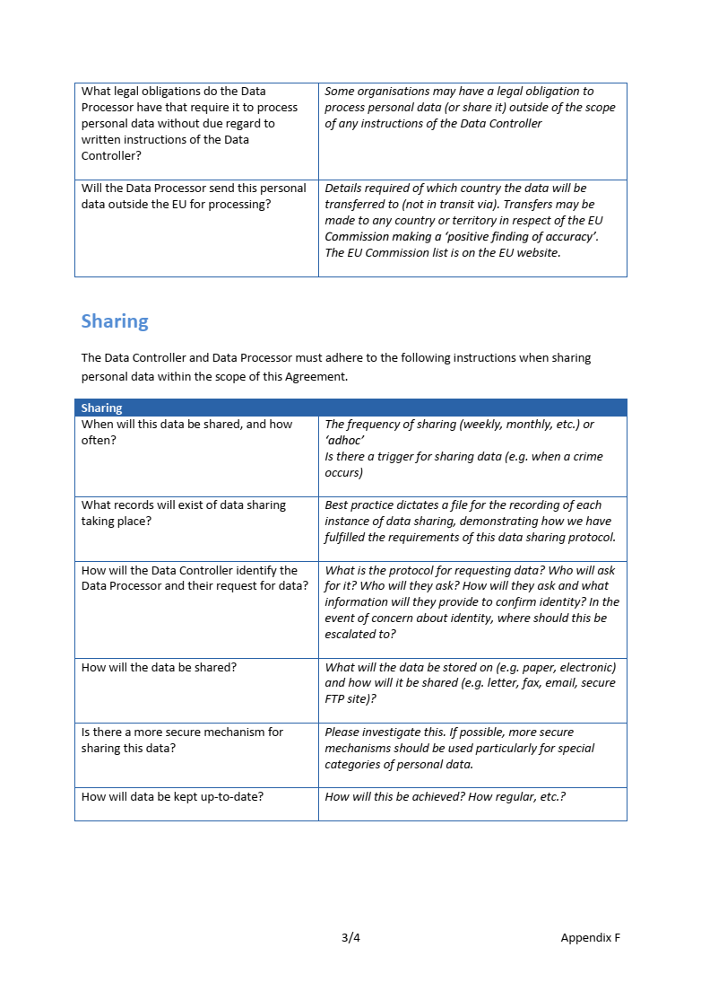 What legal obligations do the Data
Processor have that require it to process
personal data without due regard to
written instructions of the Data
Controller?
Some organisations may have a legal obligation to
process personal data (or share it) outside of the scope
of any instructions of the Data Controller
Will the Data Processor send this personal
data outside the EU for processing?
Details required of which country the data will be
transferred to (not in transit via). Transfers may be
made to any country or territory in respect of the EU
Commission making a ‘positive finding of accuracy’.
The EU Commission list is on the EU website.
Sharing
The Data Controller and Data Processor must adhere to the following instructions when sharing
personal data within the scope of this Agreement.
Sharing
When will this data be shared, and how
often?
The frequency of sharing (weekly, monthly, etc.) or
‘adhoc’
Is there a trigger for sharing data (e.g. when a crime
occurs)
What records will exist of data sharing
taking place?
Best practice dictates a file for the recording of each
instance of data sharing, demonstrating how we have
fulfilled the requirements of this data sharing protocol.
How will the Data Controller identify the
Data Processor and their request for data?
What is the protocol for requesting data? Who will ask
for it? Who will they ask? How will they ask and what
information will they provide to confirm identity? In the
event of concern about identity, where should this be
escalated to?
How will the data be shared?
What will the data be stored on (e.g. paper, electronic)
and how will it be shared (e.g. letter, fax, email, secure
FTP site)?
Is there a more secure mechanism for
sharing this data?
Please investigate this. If possible, more secure
mechanisms should be used particularly for special
categories of personal data.
How will data be kept up-to-date?
How will this be achieved? How regular, etc.?
3/4
Appendix F